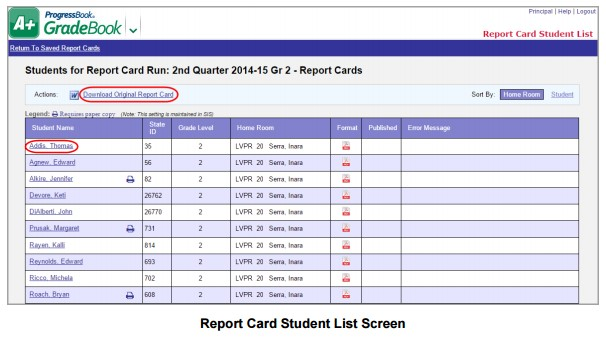 Principal | Help | Logout
ProgressBook
A+ GradeBook
Report Card Student List
Return To Saved Report Cards
Students for Report Card Run: 2nd Quarter 2014-15 Gr 2 - Report Cards
Actions: Download Original Report Card Sort By: Home Room Student
Legend: Requires paper copy (Note: This setting is maintained in SIS)
Student Name State ID Grade Level Home Room Format Published Error Message
Addis, Thomas 35 2 LVPR 20 Serra, Inara
Agnew, Edward 56 2 LVPR 20 Serra, Inara
Alkire, Jennifer 82 2 LVPR 20 Serra, Inara
Devore, Keti 26762 2 LVPR 20 Serra, Inara
DiAlberti, John 26770 2 LVPR 20 Serra, Inara
Prusak, Margaret 731 2 LVPR 20 Serra, Inara
Rayen, Kalli 814 2 LVPR 20 Serra, Inara
Reynolds, Edward 693 2 LVPR 20 Serra, Inara
Ricco, Michela 702 2 LVPR 20 Serra, Inara
Roach, Bryan 608 2 LVPR 20 Serra, Inara
Report Card Student List Screen